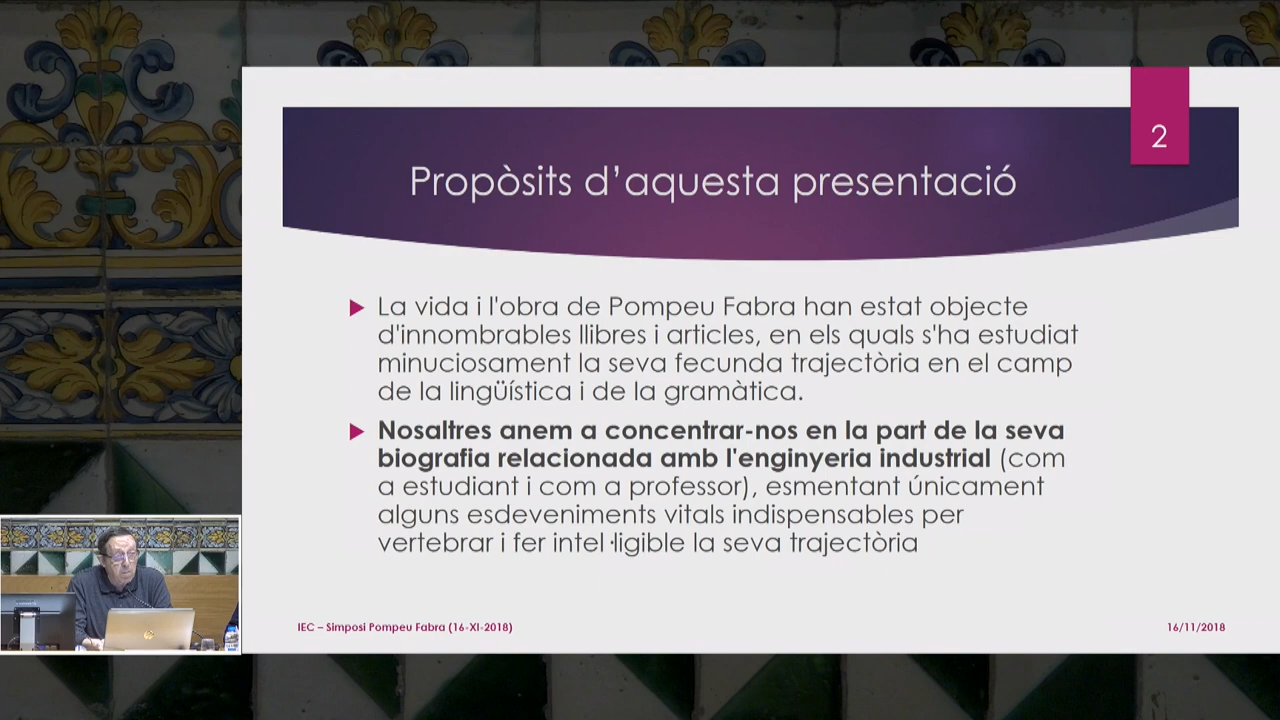 2
Propòsits d’aquesta presentació
La vida i l'obra de Pompeu Fabra han estat objecte
d'innombrables llibres i articles, en els quals s'ha estudiat
minuciosament la seva fecunda trajectòria en el camp
de la lingüística i de la gramàtica.
Nosaltres anem a concentrar-nos en la part de la seva
biografia relacionada amb l'enginyeria industrial (com
a estudiant i com a professor), esmentant únicament
alguns esdeveniments vitals indispensables per
vertebrar i fer intel·ligible la seva trajectòria
IEC – Simposi Pompeu Fabra (16-XI-2018)
16/11/2018